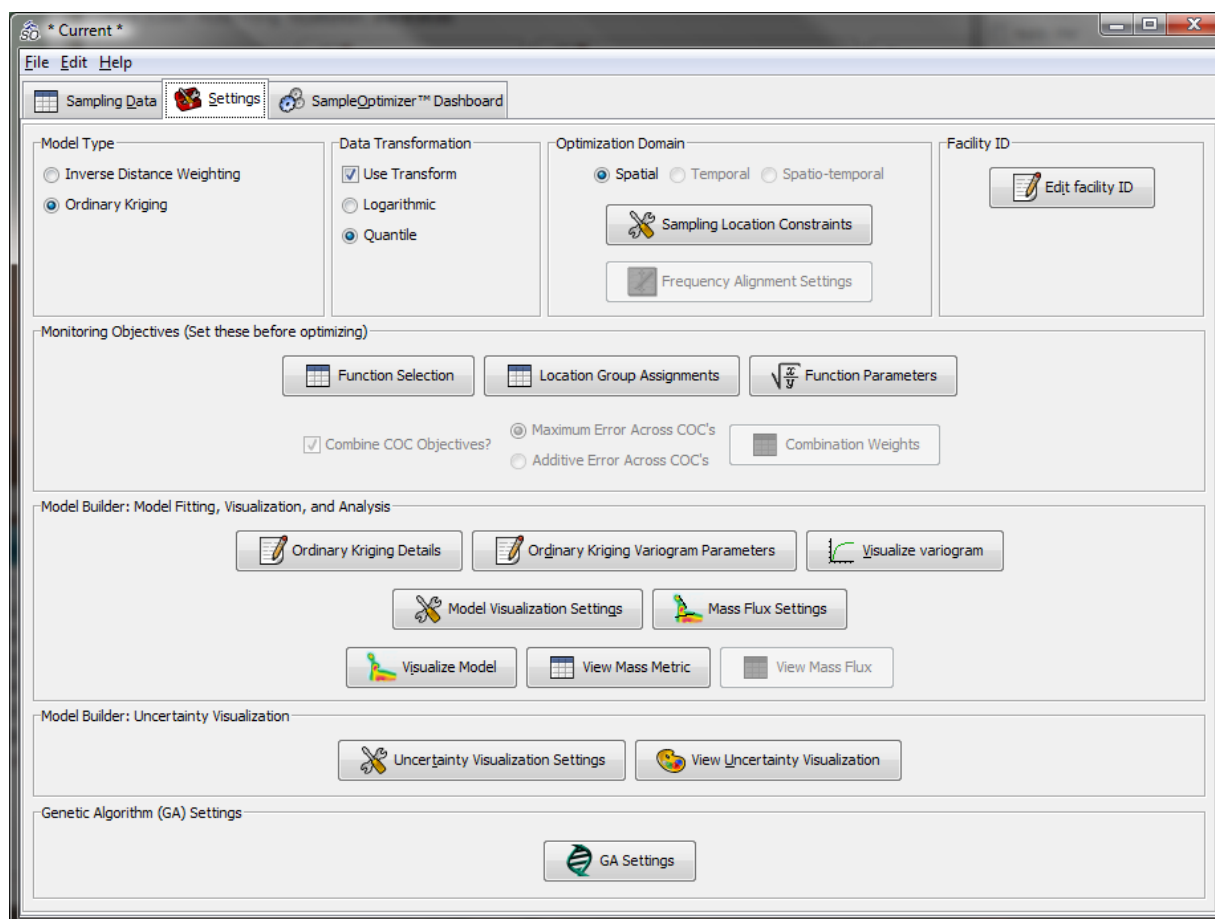 SO * Current *
File Edit Help
Sampling Data Settings SampleOptimizer™ Dashboard
Model Type Data Transformation Optimization Domain Facility ID
Inverse Distance Weighting Use Transform Spatial Temporal Spatio-temporal Edit facility ID
Ordinary Kriging Logarithmic Sampling Location Constraints
Quantile
Frequency Alignment Settings
Monitoring Objectives (Set these before optimizing)
Function Selection Location Group Assignments √x/y Function Parameters
Combine COC Objectives? Maximum Error Across COC's Combination Weights
Additive Error Across COC's
Model Builder: Model Fitting, Visualization, and Analysis
Ordinary Kriging Details Ordinary Kriging Variogram Parameters Visualize variogram
Model Visualization Settings Mass Flux Settings
Visualize Model View Mass Metric View Mass Flux
Model Builder: Uncertainty Visualization
Uncertainty Visualization Settings View Uncertainty Visualization
Genetic Algorithm (GA) Settings
GA Settings